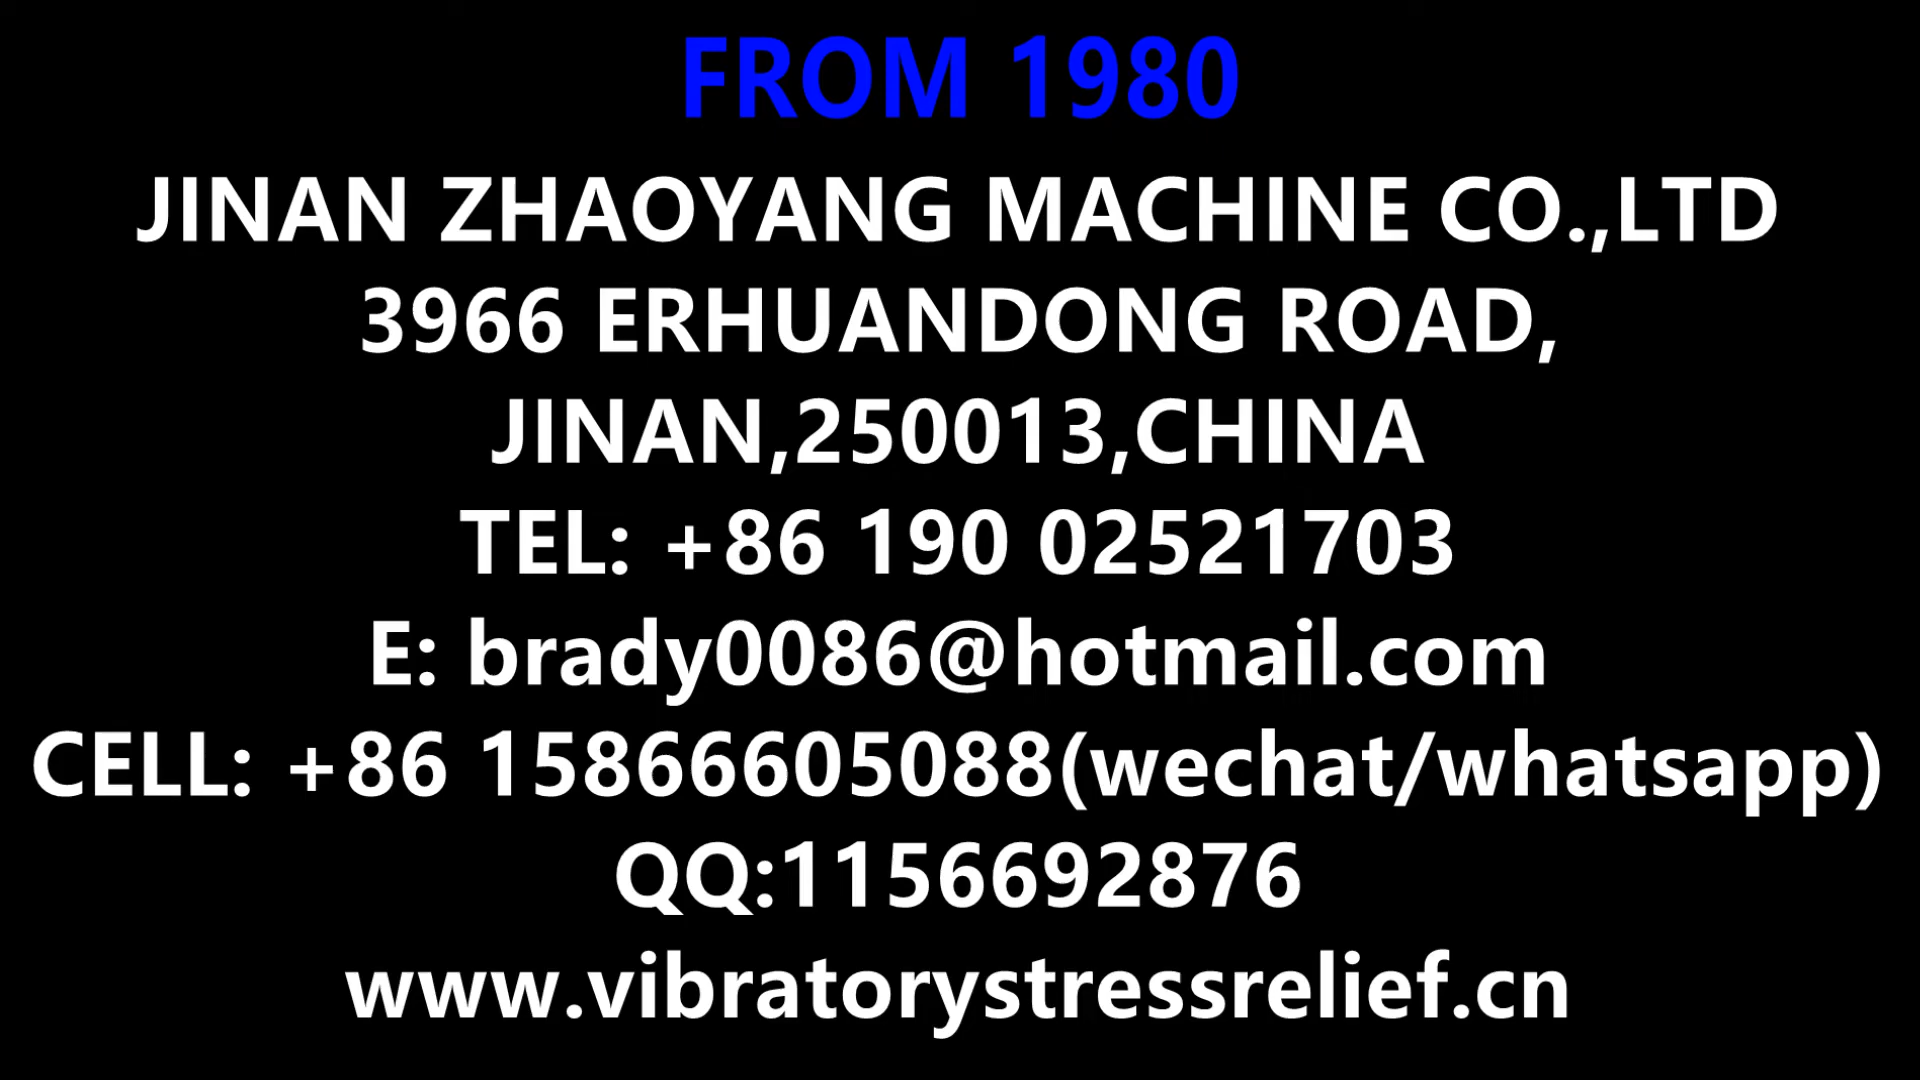 FROM 1980
JINAN ZHAOYANG MACHINE CO.,LTD
3966 ERHUANDONG ROAD,
JINAN,250013,CHINA
TEL: +86 190 02521703
E: brady0086@hotmail.com
CELL: +86 15866605088(wechat/whatsapp)
QQ:1156692876
www.vibratorystressrelief.cn